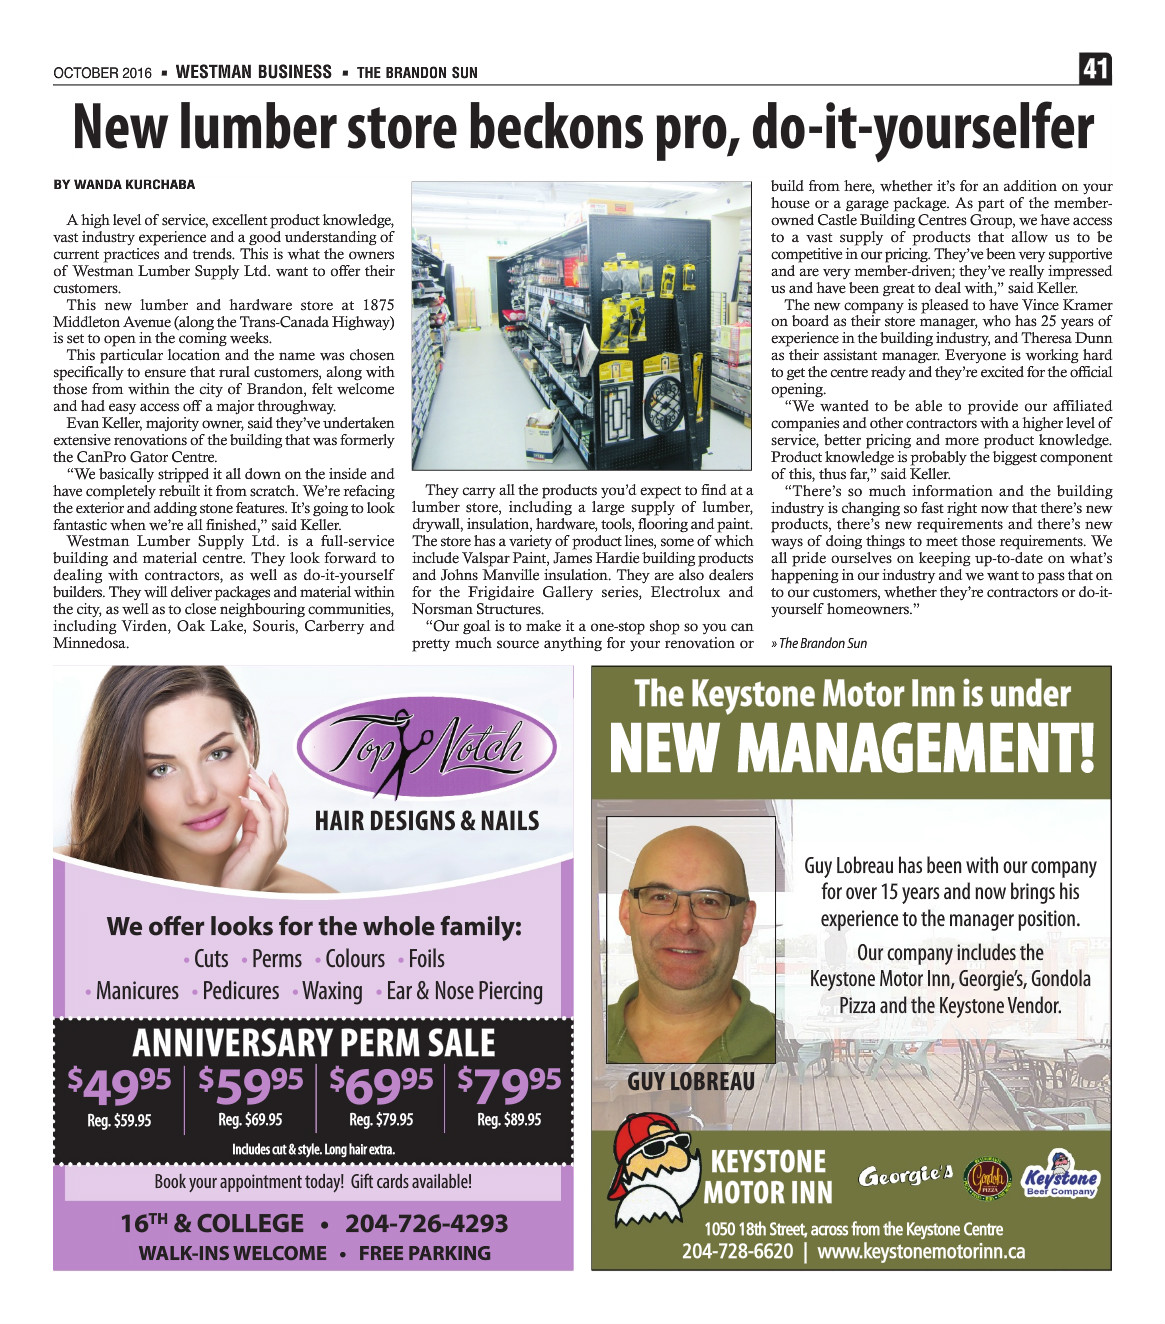 OCTOBER 2016 ▪ WESTMAN BUSINESS ▪ THE BRANDON SUN
41
New lumber store beckons pro, do-it-yourselfer
BY WANDA KURCHABA
A high level of service, excellent product knowledge,
vast industry experience and a good understanding of
current practices and trends. This is what the owners
of Westman Lumber Supply Ltd. want to offer their
customers.
This new lumber and hardware store at 1875
Middleton Avenue (along the Trans-Canada Highway)
is set to open in the coming weeks.
This particular location and the name was chosen
specifically to ensure that rural customers, along with
those from within the city of Brandon, felt welcome
and had easy access off a major throughway.
Evan Keller, majority owner, said they've undertaken
extensive renovations of the building that was formerly
the CanPro Gator Centre.
“We basically stripped it all down on the inside and
have completely rebuilt it from scratch. We're refacing
the exterior and adding stone features. It's going to look
fantastic when we're all finished,” said Keller.
Westman Lumber Supply Ltd. is a full-service
building and material centre. They look forward to
dealing with contractors, as well as do-it-yourself
builders. They will deliver packages and material within
the city, as well as to close neighbouring communities,
including Virden, Oak Lake, Souris, Carberry and
Minnedosa.
They carry all the products you'd expect to find at a
lumber store, including a large supply of lumber,
drywall, insulation, hardware, tools, flooring and paint.
The store has a variety of product lines, some of which
include Valspar Paint, James Hardie building products
and Johns Manville insulation. They are also dealers
for the Frigidaire Gallery series, Electrolux and
Norsman Structures.
“Our goal is to make it a one-stop shop so you can
pretty much source anything for your renovation or
build from here, whether it's for an addition on your
house or a garage package. As part of the member-
owned Castle Building Centres Group, we have access
to a vast supply of products that allow us to be
competitive in our pricing. They've been very supportive
and are very member-driven; they've really impressed
us and have been great to deal with,” said Keller.
The new company is pleased to have Vince Kramer
on board as their store manager, who has 25 years of
experience in the building industry, and Theresa Dunn
as their assistant manager. Everyone is working hard
to get the centre ready and they're excited for the official
opening.
“We wanted to be able to provide our affiliated
companies and other contractors with a higher level of
service, better pricing and more product knowledge.
Product knowledge is probably the biggest component
of this, thus far,” said Keller.
“There's so much information and the building
industry is changing so fast right now that there's new
products, there's new requirements and there's new
ways of doing things to meet those requirements. We
all pride ourselves on keeping up-to-date on what's
happening in our industry and we want to pass that on
to our customers, whether they're contractors or do-it-
yourself homeowners.”
» The Brandon Sun
Top Notch
HAIR DESIGNS & NAILS
We offer looks for the whole family:
• Cuts • Perms • Colours • Foils
• Manicures • Pedicures • Waxing • Ear & Nose Piercing
ANNIVERSARY PERM SALE
$49.95 $59.95 $69.95 $79.95
Reg. $59.95 Reg. $69.95 Reg. $79.95 Reg. $89.95
Includes cut & style. Long hair extra.
Book your appointment today! Gift cards available!
16TH & COLLEGE • 204-726-4293
WALK-INS WELCOME • FREE PARKING
The Keystone Motor Inn is under
NEW MANAGEMENT!
Guy Lobreau has been with our company
for over 15 years and now brings his
experience to the manager position.
Our company includes the
Keystone Motor Inn, Georgie's, Gondola
Pizza and the Keystone Vendor.
GUY LOBREAU
KEYSTONE
MOTOR INN
Georgie's
Gondola
PIZZA
Keystone
Beer Company
1050 18th Street, across from the Keystone Centre
204-728-6620 | www.keystonemotorinn.ca